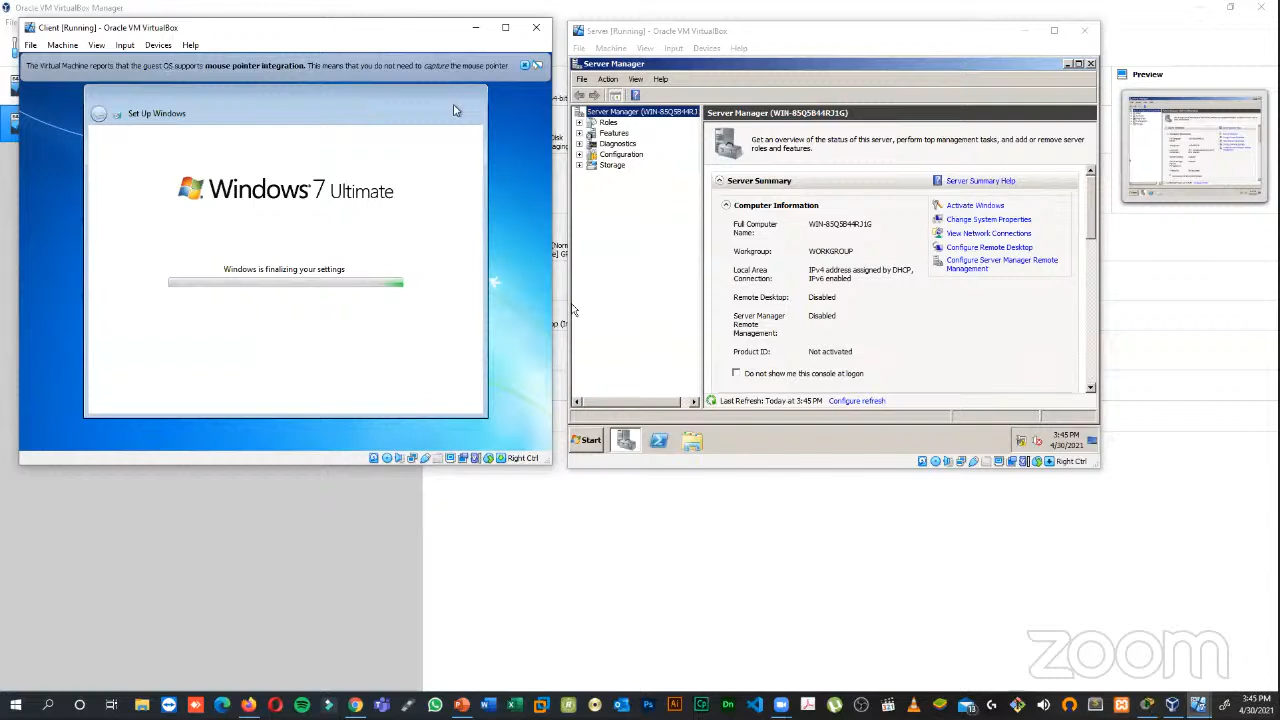 Oracle VM VirtualBox Manager
Client [Running] - Oracle VM VirtualBox
File Machine View Input Devices Help
The Virtual Machine reports that the guest OS supports mouse pointer integration. This means that you do not need to capture the mouse pointer
Set Up Windows
Windows 7 Ultimate
Windows is finalizing your settings
Right Ctrl
Server [Running] - Oracle VM VirtualBox
File Machine View Input Devices Help
Server Manager
File Action View Help
Server Manager (WIN-85Q5B44RJ1
Roles
Features
Diagnostics
Configuration
Storage
Server Manager (WIN-85Q5B44RJ1G)
Get an overview of the status of this server, perform top management tasks, and add or remove server
roles and features.
Server Summary
Server Summary Help
Computer Information
Full Computer
Name:
WIN-85Q5B44RJ1G
Workgroup:
WORKGROUP
Local Area
Connection:
IPv4 address assigned by DHCP,
IPv6 enabled
Remote Desktop:
Disabled
Server Manager
Remote
Management:
Disabled
Product ID:
Not activated
Do not show me this console at logon
Activate Windows
Change System Properties
View Network Connections
Configure Remote Desktop
Configure Server Manager Remote
Management
Last Refresh: Today at 3:45 PM Configure refresh
Start
3:45 PM
Right Ctrl
Preview
zoom
3:45 PM
4/30/2021